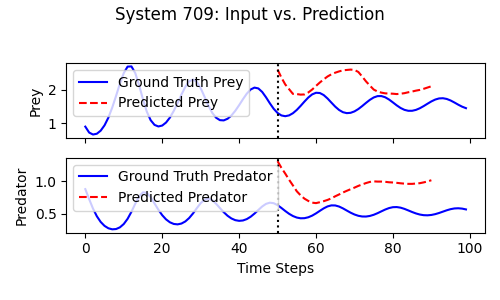 System 709: Input vs. Prediction
Prey
2
1
Ground Truth Prey
Predicted Prey
Predator
1.0
0.5
Ground Truth Predator
Predicted Predator
0 20 40 60 80 100
Time Steps